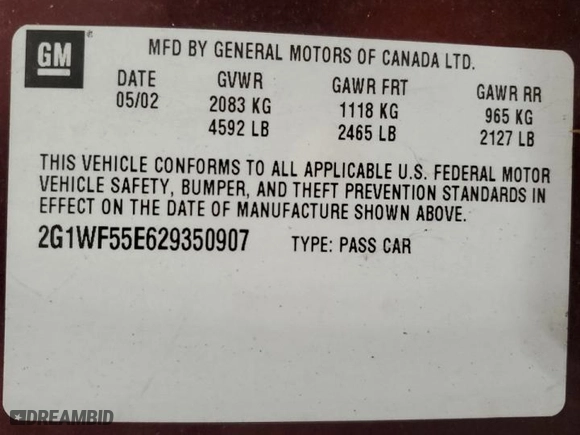 GM
MFD BY GENERAL MOTORS OF CANADA LTD.
DATE GVWR GAWR FRT GAWR RR
05/02 2083 KG 1118 KG 965 KG
4592 LB 2465 LB 2127 LB
THIS VEHICLE CONFORMS TO ALL APPLICABLE U.S. FEDERAL MOTOR
VEHICLE SAFETY, BUMPER, AND THEFT PREVENTION STANDARDS IN
EFFECT ON THE DATE OF MANUFACTURE SHOWN ABOVE.
2G1WF55E629350907 TYPE: PASS CAR
DREAMBID